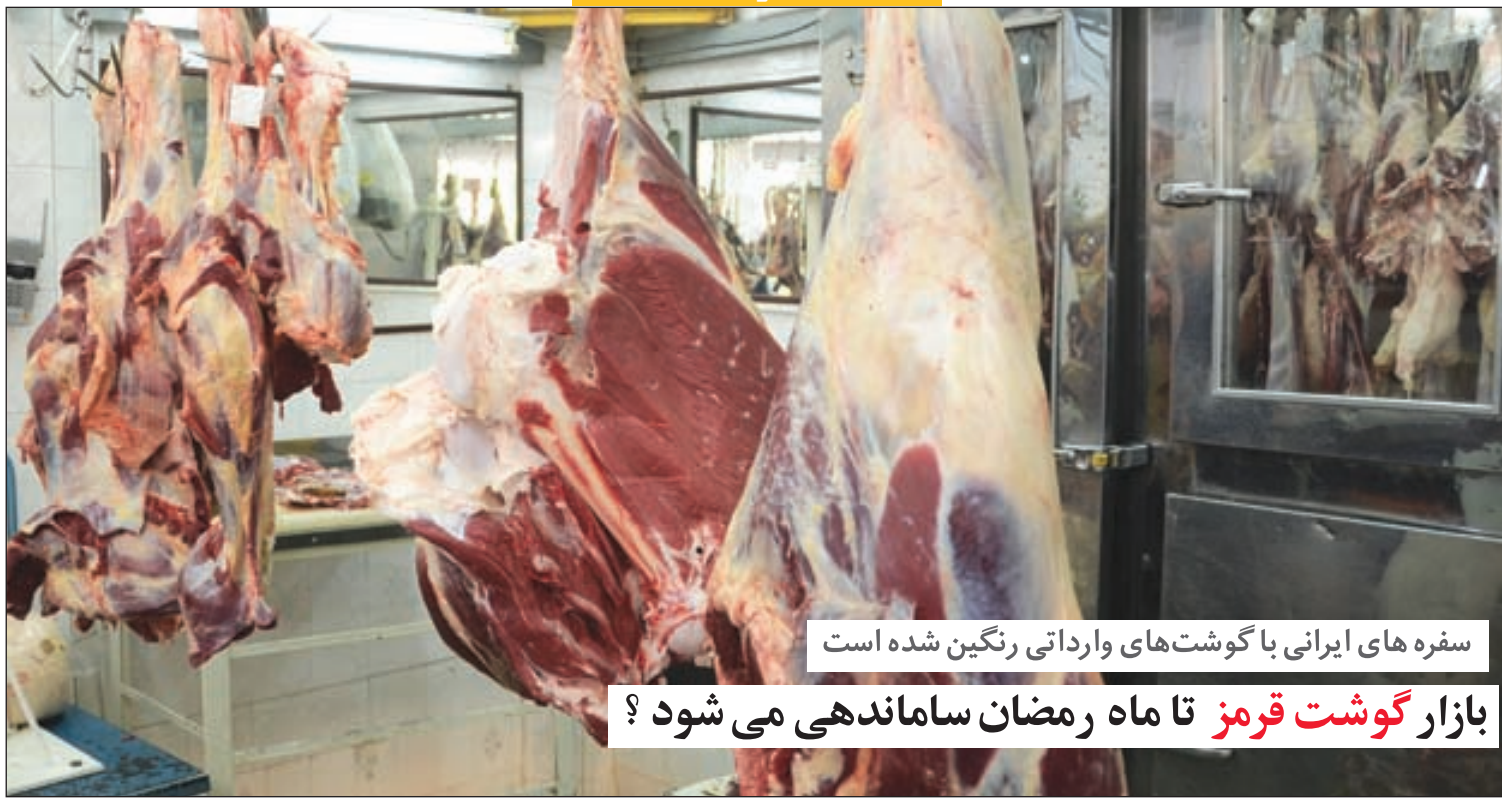 سفره های ایرانی با گوشت‌های وارداتی رنگین شده است
بازار گوشت قرمز تا ماه رمضان ساماندهی می شود ؟